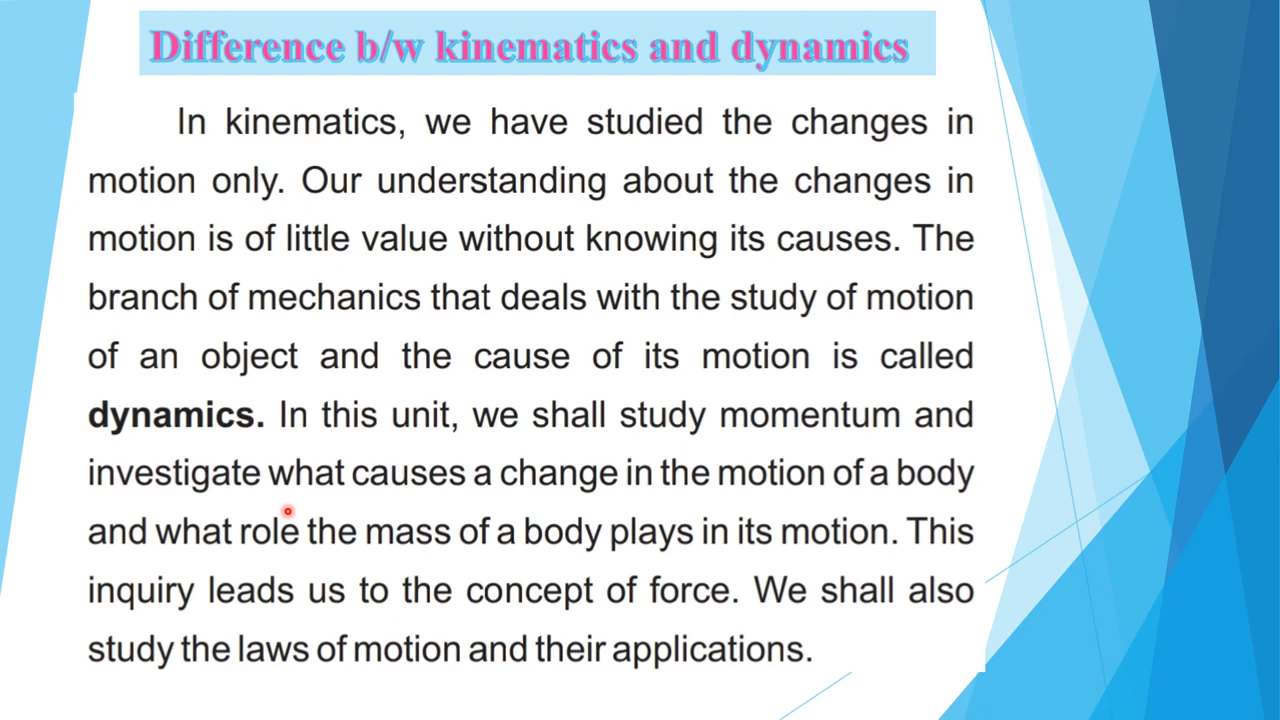 Difference b/w kinematics and dynamics
In kinematics, we have studied the changes in
motion only. Our understanding about the changes in
motion is of little value without knowing its causes. The
branch of mechanics that deals with the study of motion
of an object and the cause of its motion is called
dynamics. In this unit, we shall study momentum and
investigate what causes a change in the motion of a body
and what role the mass of a body plays in its motion. This
inquiry leads us to the concept of force. We shall also
study the laws of motion and their applications.